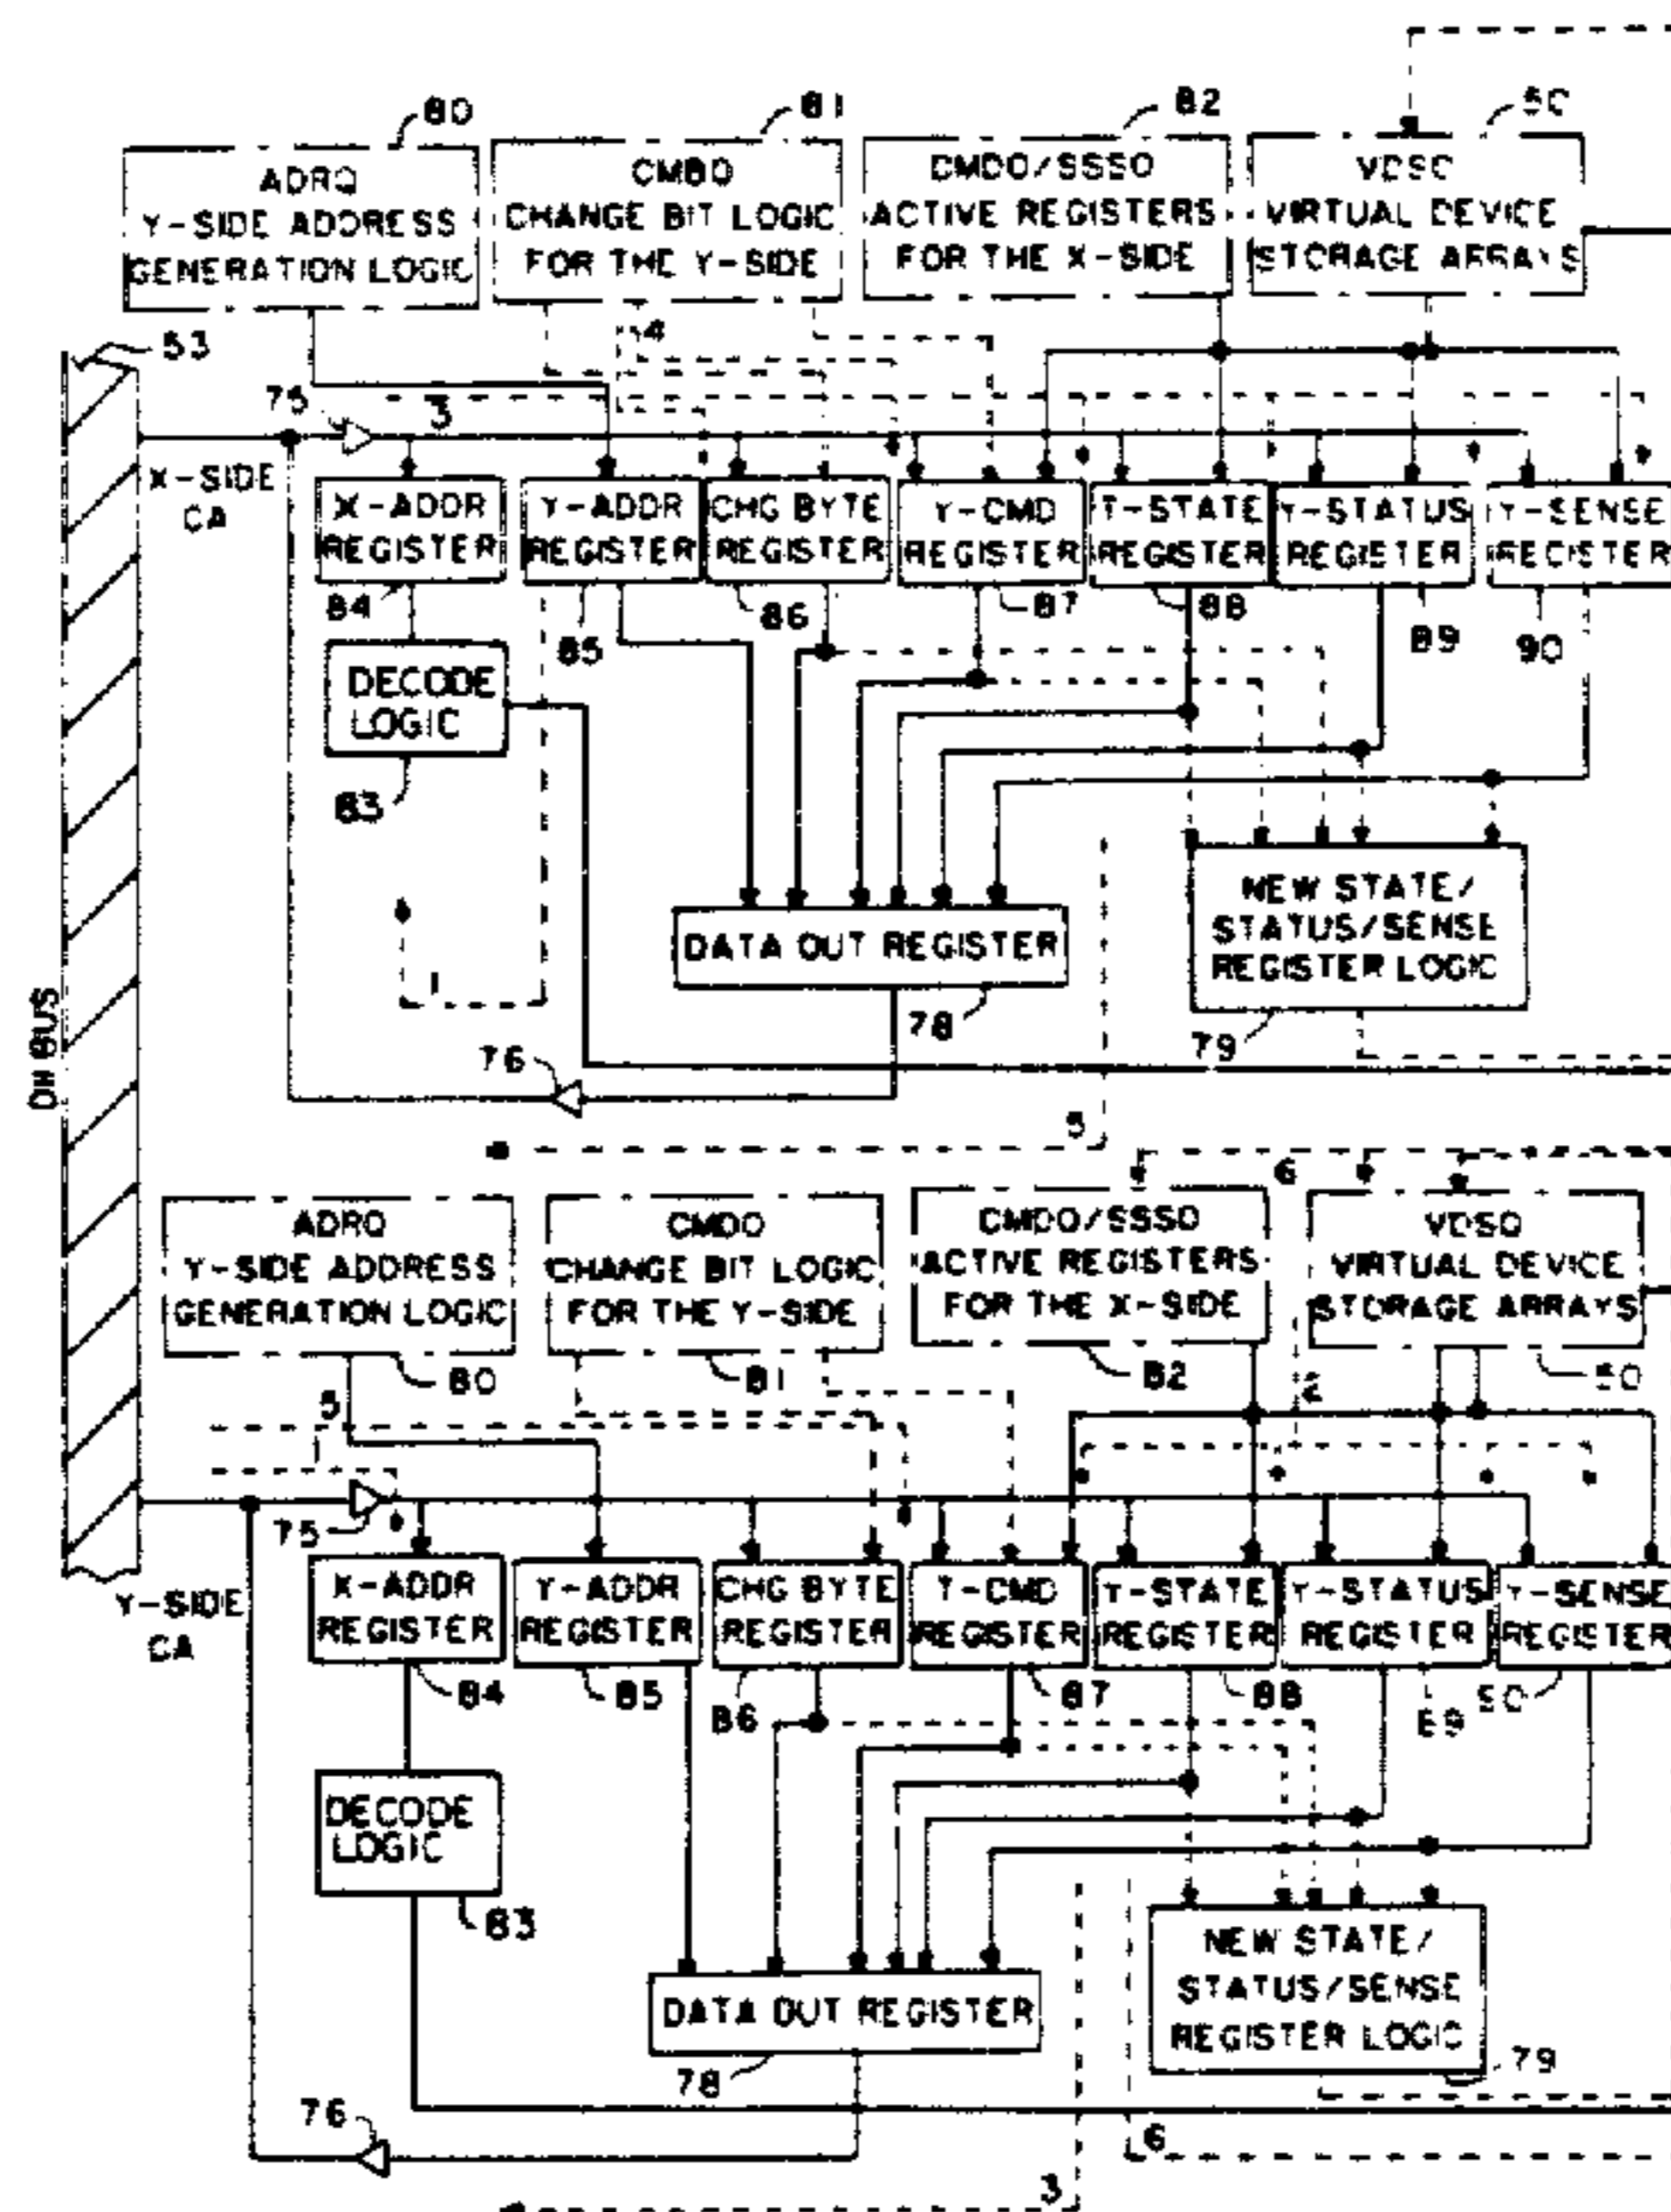 80
81
82
50
ADRQ
Y-SIDE ADDRESS
GENERATION LOGIC
CMBO
CHANGE BIT LOGIC
FOR THE Y-SIDE
CMDO/SSSO
ACTIVE REGISTERS
FOR THE X-SIDE
VIRTUAL DEVICE
STORAGE ARRAYS
53
4
75
3
X-SIDE
CA
X-ADDR
REGISTER
Y-ADDR
REGISTER
CHG BYTE
REGISTER
Y-CMD
REGISTER
T-STATE
REGISTER
Y-STATUS
REGISTER
Y-SENSE
REGISTER
84
85
86
87
88
89
90
DECODE
LOGIC
83
1
DATA OUT REGISTER
78
NEW STATE/
STATUS/SENSE
REGISTER LOGIC
79
76
DH BUS
5
6
ADRQ
Y-SIDE ADDRESS
GENERATION LOGIC
CMDO
CHANGE BIT LOGIC
FOR THE Y-SIDE
CMDO/SSSO
ACTIVE REGISTERS
FOR THE X-SIDE
VDSO
VIRTUAL DEVICE
STORAGE ARRAYS
80
81
82
2
50
5
1
75
Y-SIDE
CA
X-ADDR
REGISTER
Y-ADDR
REGISTER
CHG BYTE
REGISTER
Y-CMD
REGISTER
Y-STATE
REGISTER
Y-STATUS
REGISTER
Y-SENSE
REGISTER
84
85
86
87
88
89
90
DECODE
LOGIC
83
DATA OUT REGISTER
78
NEW STATE/
STATUS/SENSE
REGISTER LOGIC
79
76
6
3